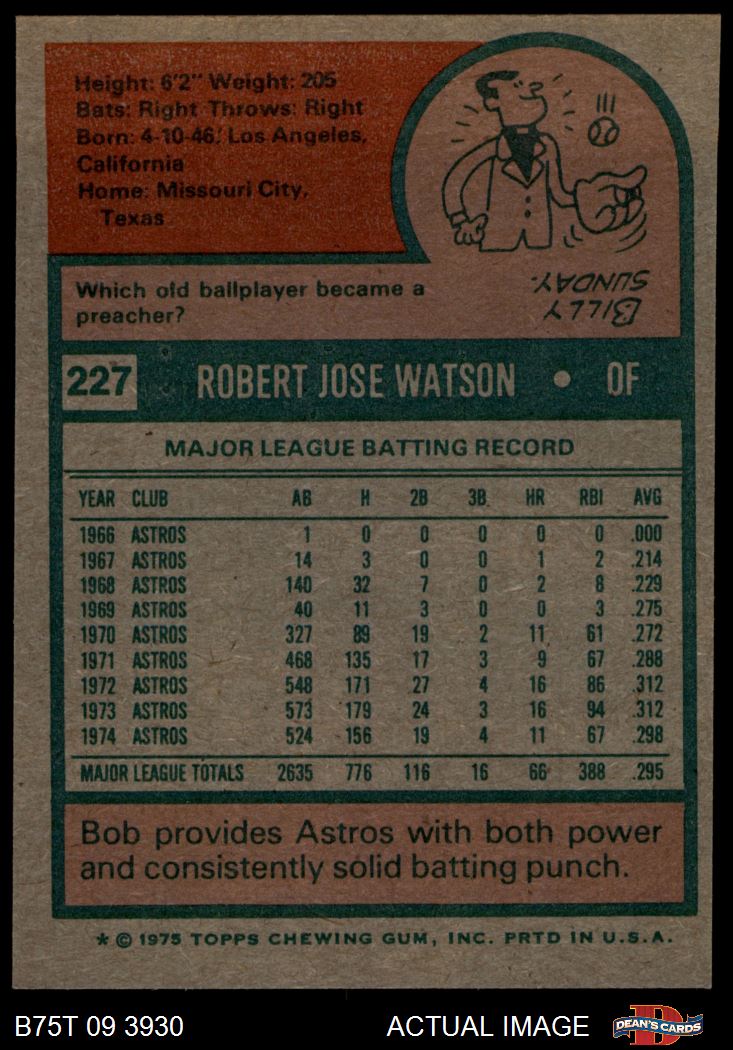 Height: 6'2" Weight: 205
Bats: Right Throws: Right
Born: 4-10-46, Los Angeles,
California
Home: Missouri City,
Texas
Which old ballplayer became a
preacher?
BILLY
SUNDAY.
227 ROBERT JOSE WATSON • OF
MAJOR LEAGUE BATTING RECORD
YEAR CLUB AB H 2B 3B HR RBI AVG
1966 ASTROS 1 0 0 0 0 0 .000
1967 ASTROS 14 3 0 0 1 2 .214
1968 ASTROS 140 32 7 0 2 8 .229
1969 ASTROS 40 11 3 0 0 3 .275
1970 ASTROS 327 89 19 2 11 61 .272
1971 ASTROS 468 135 17 3 9 67 .288
1972 ASTROS 548 171 27 4 16 86 .312
1973 ASTROS 573 179 24 3 16 94 .312
1974 ASTROS 524 156 19 4 11 67 .298
MAJOR LEAGUE TOTALS 2635 776 116 16 66 388 .295
Bob provides Astros with both power
and consistently solid batting punch.
* © 1975 TOPPS CHEWING GUM, INC. PRTD IN U.S.A.
B75T 09 3930 ACTUAL IMAGE DEAN'S CARDS